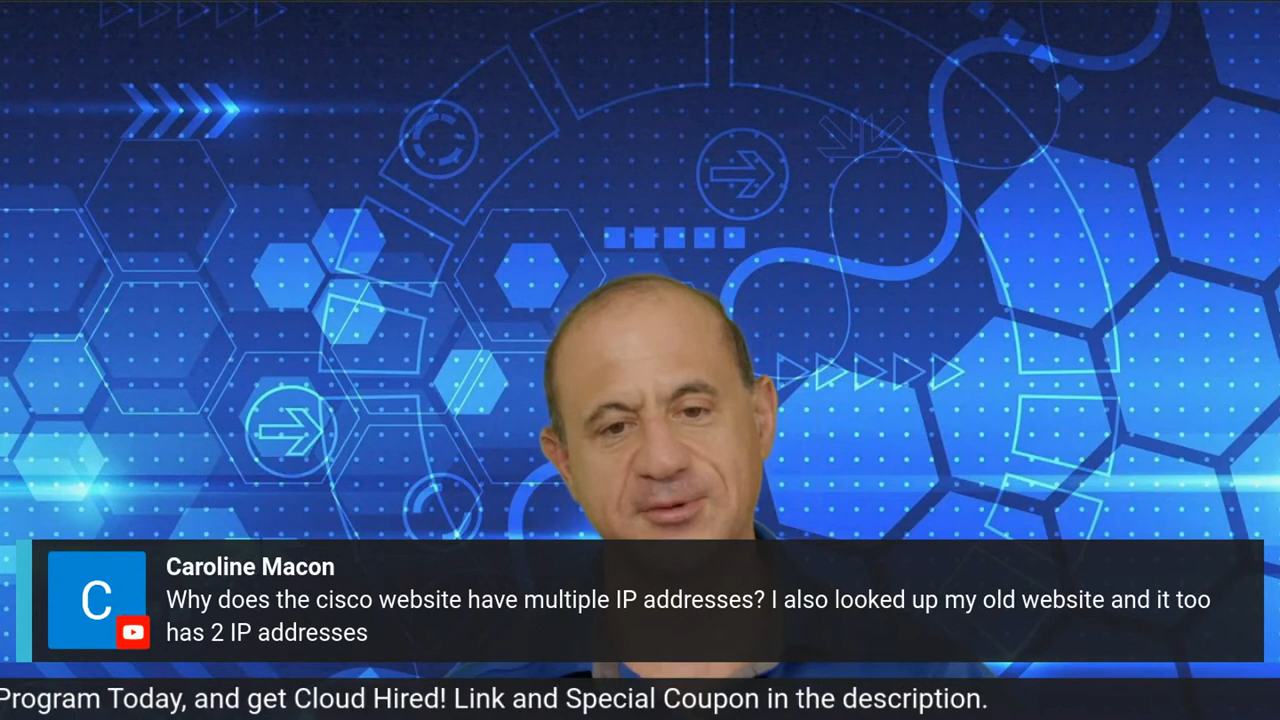 C
Caroline Macon
Why does the cisco website have multiple IP addresses? I also looked up my old website and it too
has 2 IP addresses
Program Today, and get Cloud Hired! Link and Special Coupon in the description.